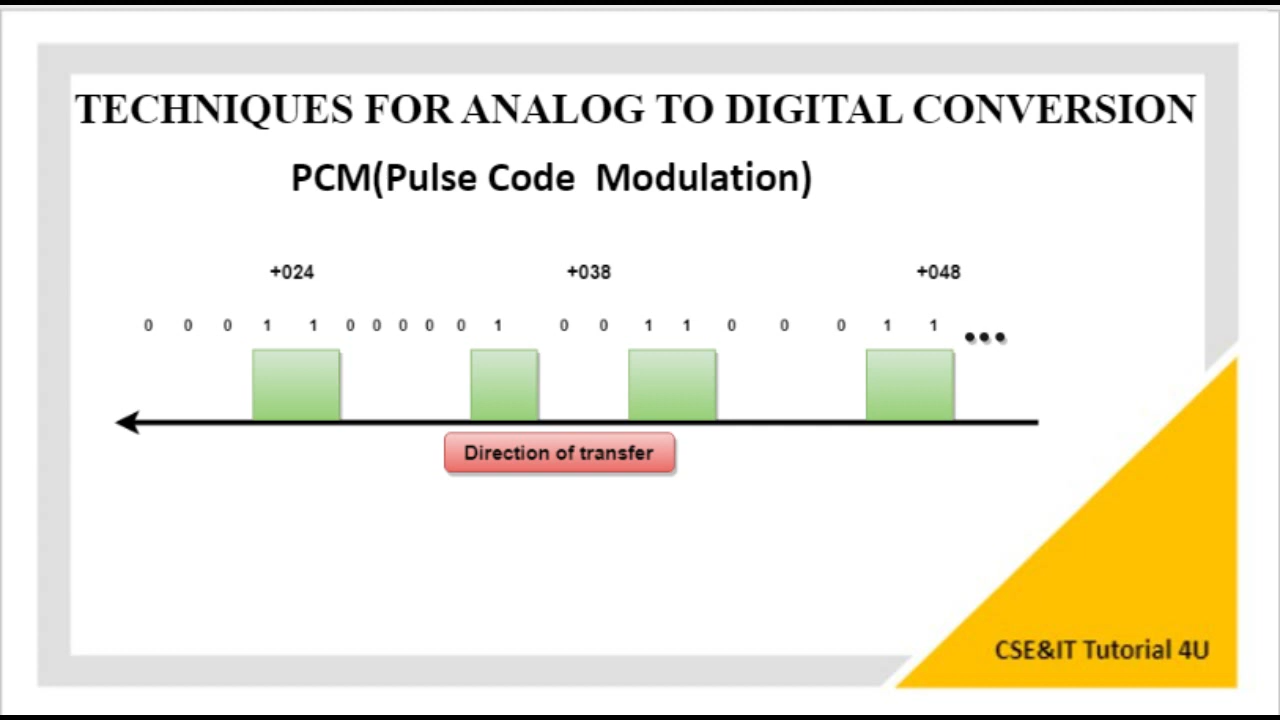 TECHNIQUES FOR ANALOG TO DIGITAL CONVERSION
PCM(Pulse Code  Modulation)
+024 +038 +048
0 0 0 1 1 0 0 0 0 0 1 0 0 1 1 0 0 0 1 1 •••
Direction of transfer
CSE&IT Tutorial 4U